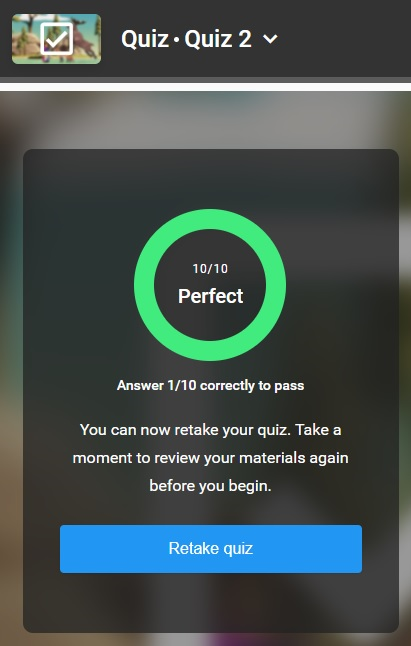 Quiz • Quiz 2
10/10
Perfect
Answer 1/10 correctly to pass
You can now retake your quiz. Take a
moment to review your materials again
before you begin.
Retake quiz